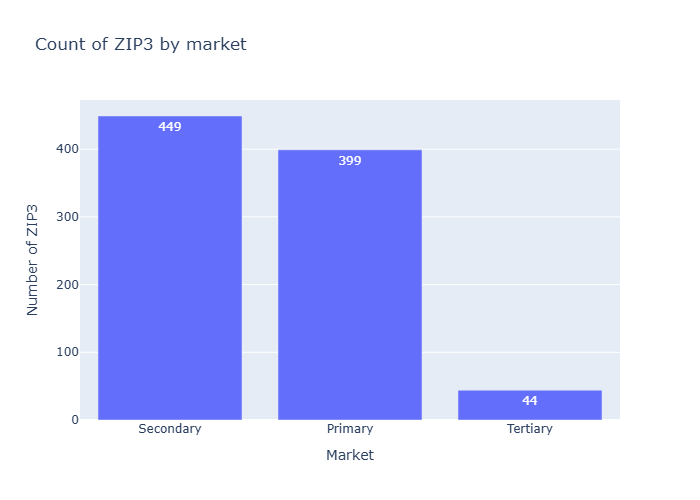 Count of ZIP3 by market
Number of ZIP3
400
300
200
100
0
449
399
44
Secondary
Primary
Tertiary
Market